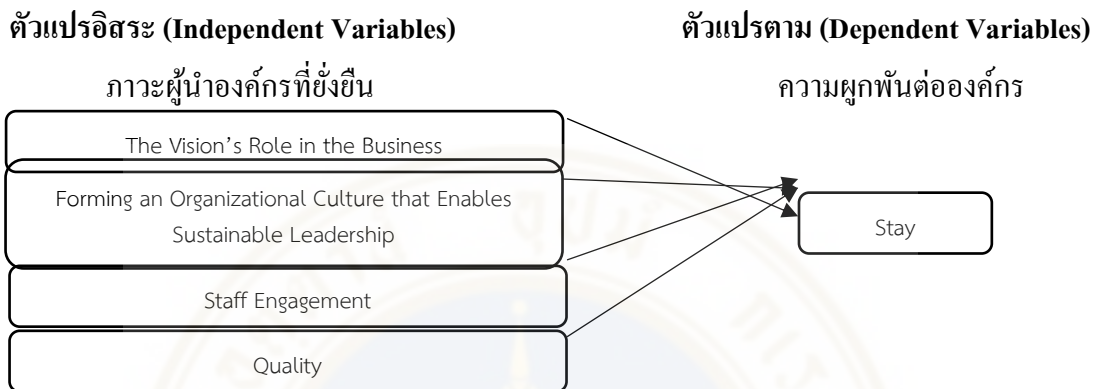 ตัวแปรอิสระ (Independent Variables)
ตัวแปรตาม (Dependent Variables)
ภาวะผู้นำองค์กรที่ยั่งยืน
ความผูกพันต่อองค์กร
The Vision’s Role in the Business
Forming an Organizational Culture that Enables
Sustainable Leadership
Staff Engagement
Quality
Stay